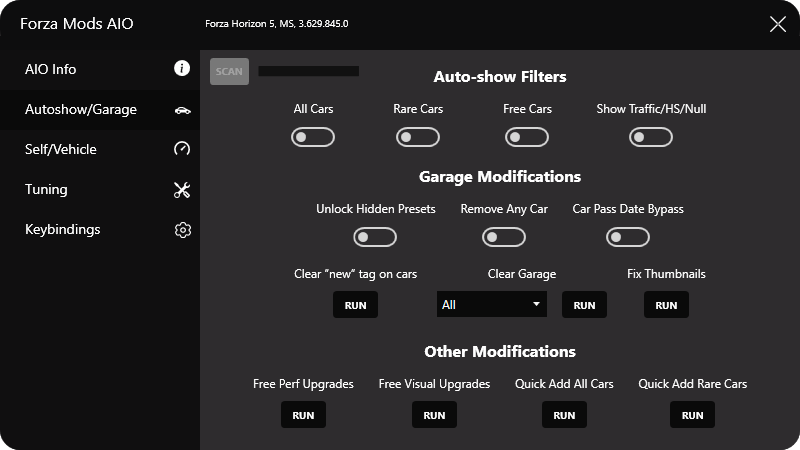 Forza Mods AIO
Forza Horizon 5, MS, 3.629.845.0
AIO Info
Autoshow/Garage
Self/Vehicle
Tuning
Keybindings
SCAN
Auto-show Filters
All Cars Rare Cars Free Cars Show Traffic/HS/Null
Garage Modifications
Unlock Hidden Presets Remove Any Car Car Pass Date Bypass
Clear “new” tag on cars Clear Garage Fix Thumbnails
RUN All RUN RUN
Other Modifications
Free Perf Upgrades Free Visual Upgrades Quick Add All Cars Quick Add Rare Cars
RUN RUN RUN RUN